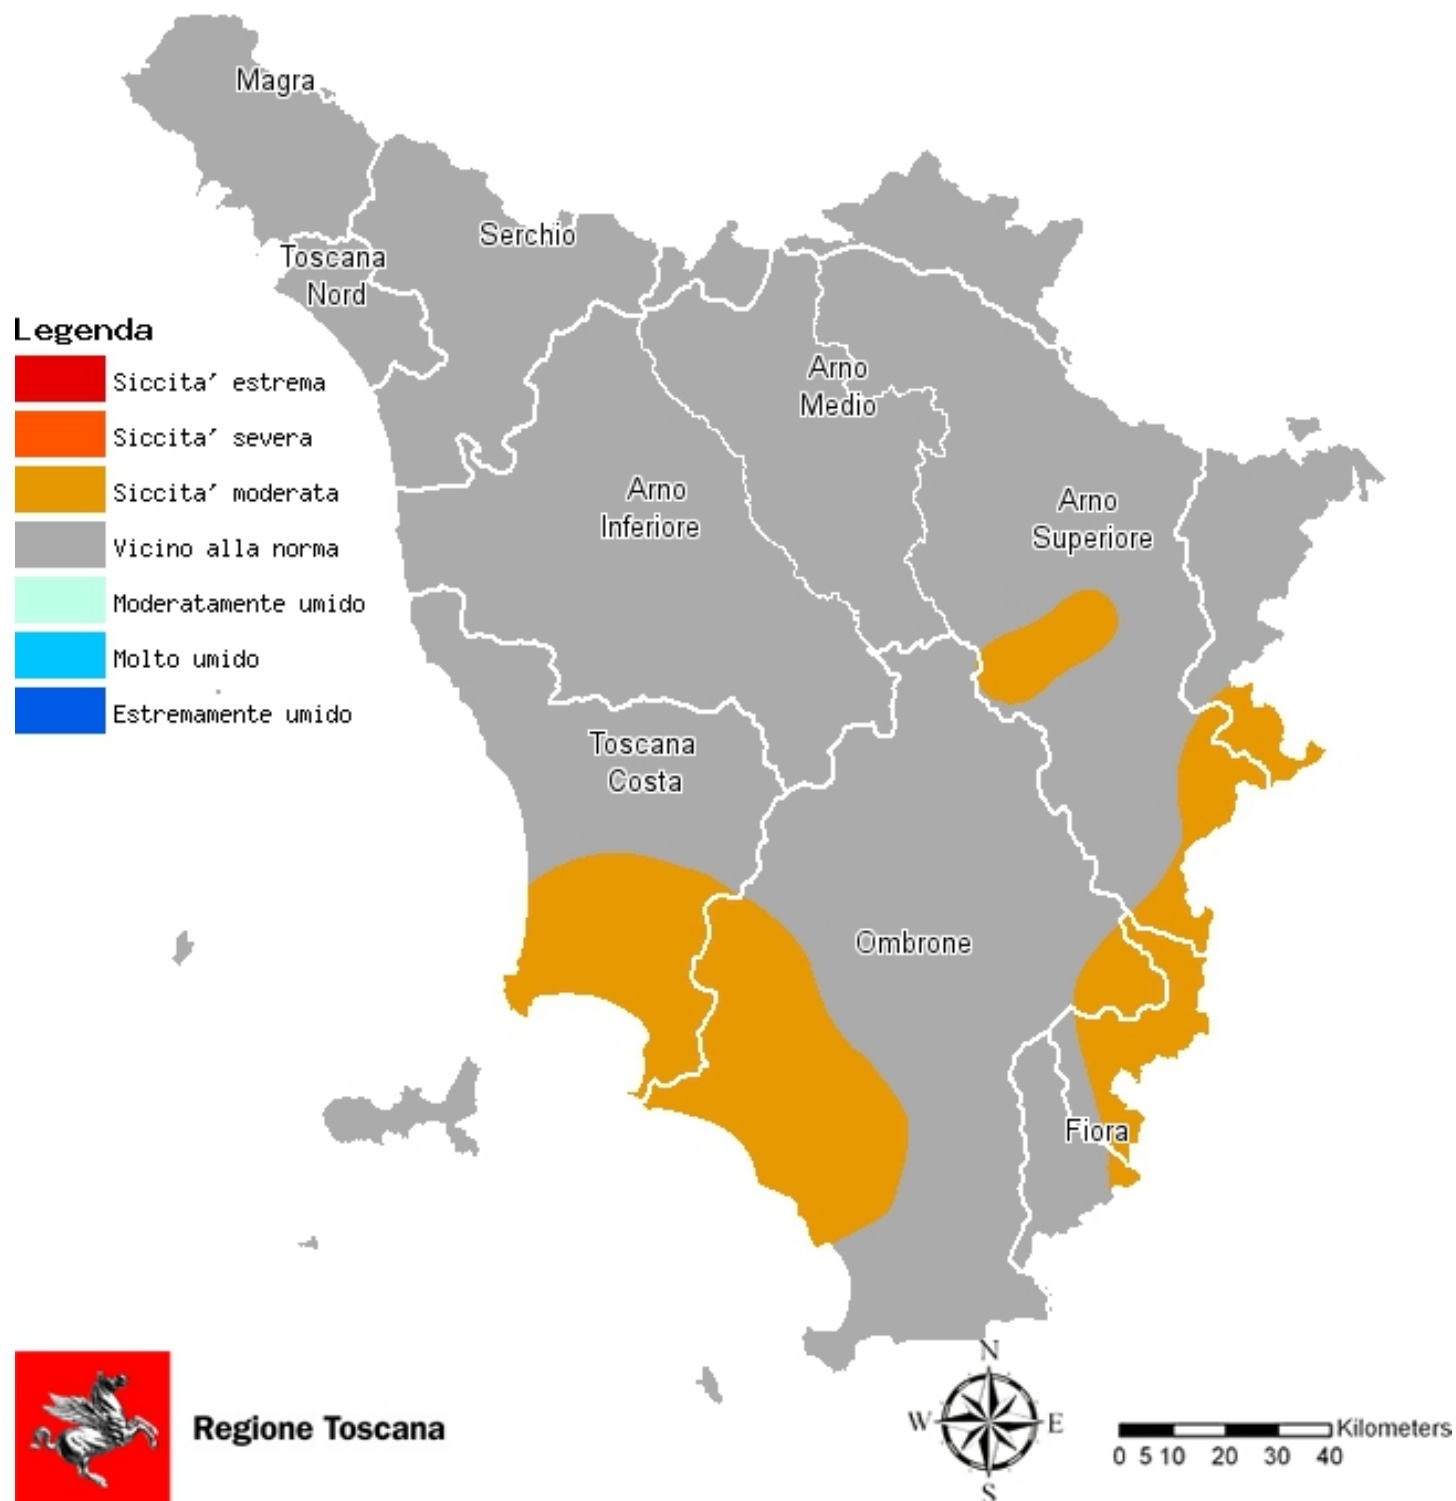 Magra
Serchio
Toscana
Nord
Legenda
Siccita' estrema
Siccita' severa
Siccita' moderata
Vicino alla norma
Moderatamente umido
Molto umido
Estremamente umido
Arno
Medio
Arno
Inferiore
Arno
Superiore
Toscana
Costa
Ombrone
Fiora
Regione Toscana
N
W E
S
Kilometers
0 5 10 20 30 40